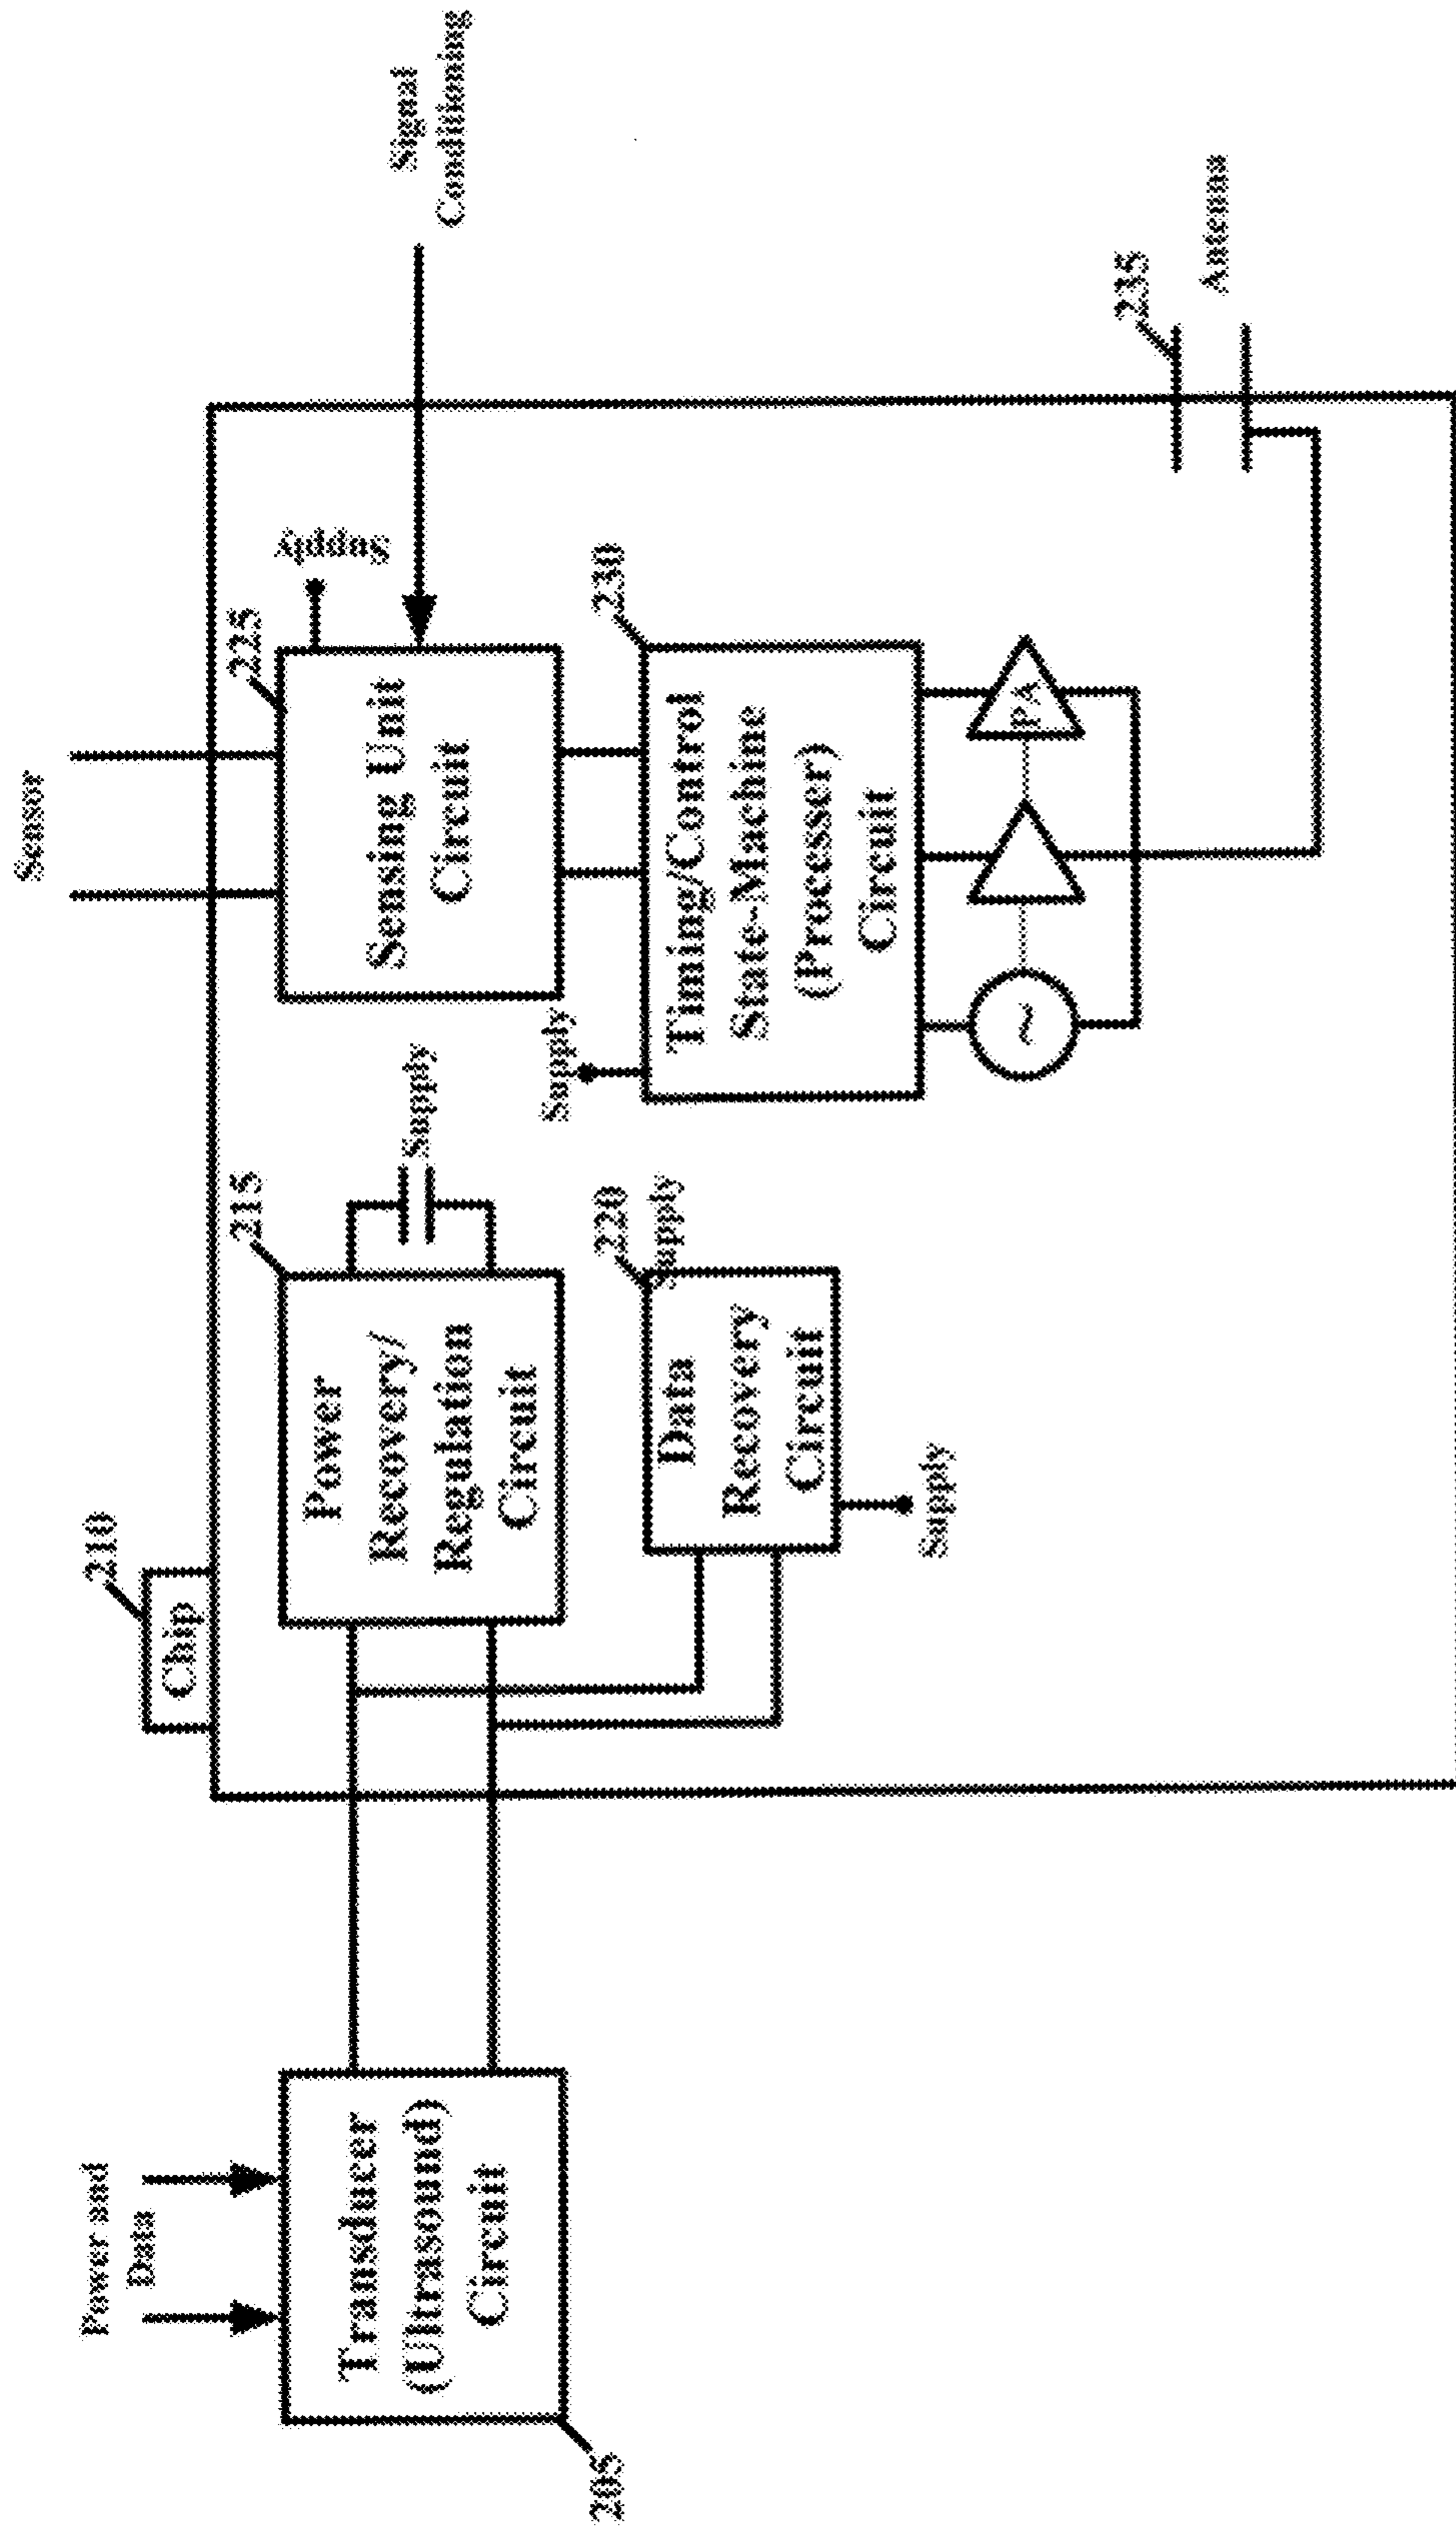 Power and
Data
Transducer
(Ultrasound)
Circuit
205
210
Chip
215
Power
Recovery/
Regulation
Circuit
Supply
220
Supply
Data
Recovery
Circuit
Supply
Sensor
225
Sensing Unit
Circuit
Supply
Signal
Conditioning
Supply
230
Timing/Control
State-Machine
(Processer)
Circuit
~
PA
235
Antenna